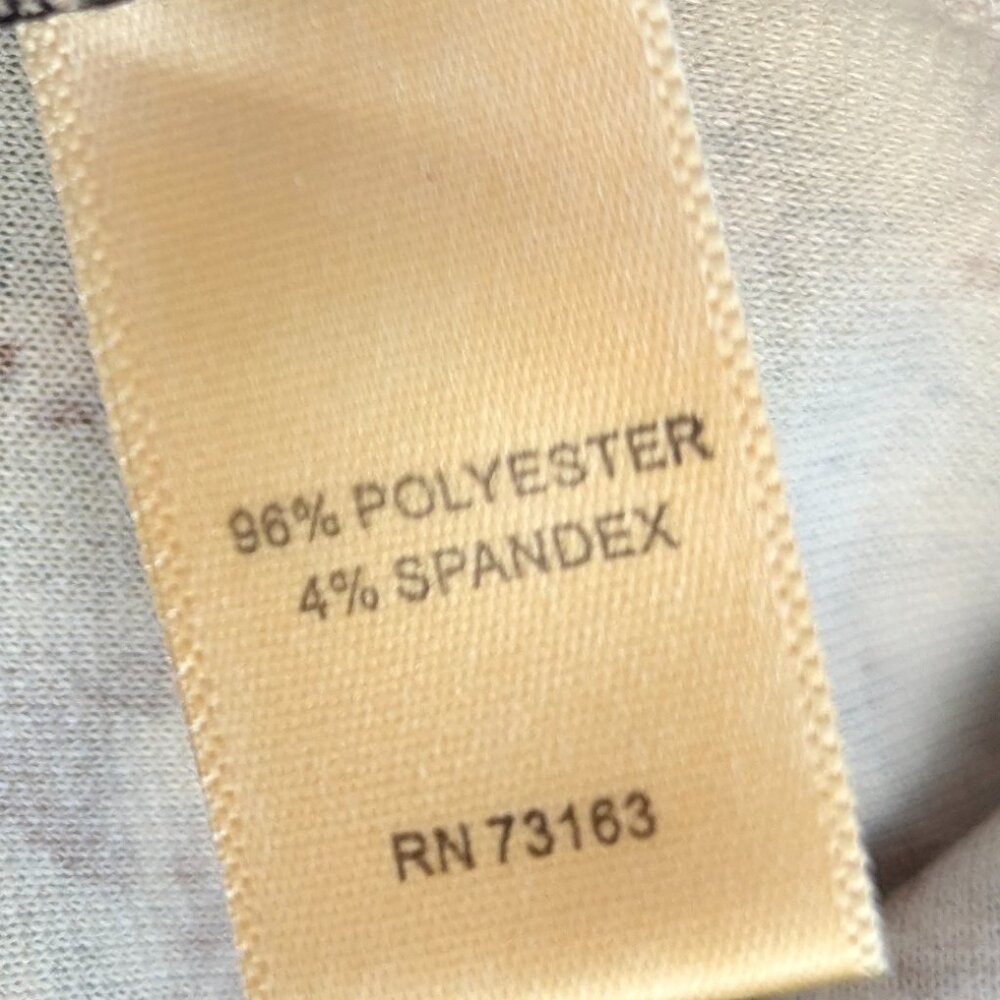 96% POLYESTER
4% SPANDEX
RN 73163